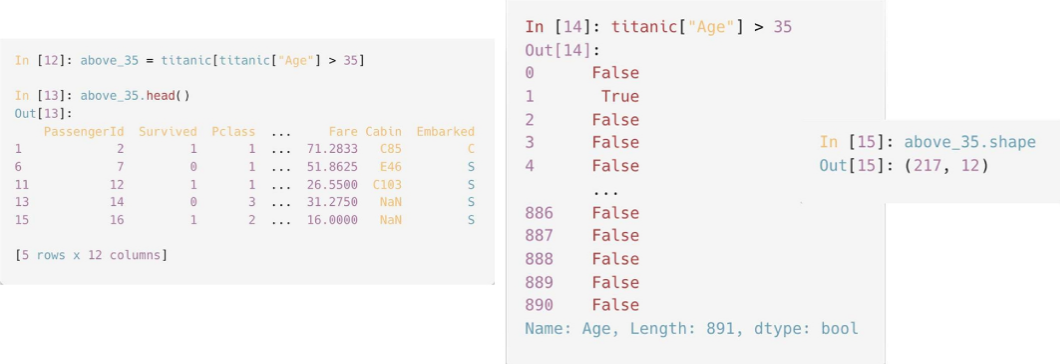 In [12]: above_35 = titanic[titanic["Age"] > 35]
In [13]: above_35.head()
Out[13]:
    PassengerId  Survived  Pclass  ...     Fare Cabin  Embarked
1             2         1       1  ...  71.2833   C85         C
6             7         0       1  ...  51.8625   E46         S
11           12         1       1  ...  26.5500  C103         S
13           14         0       3  ...  31.2750   NaN         S
15           16         1       2  ...  16.0000   NaN         S
[5 rows x 12 columns]
In [14]: titanic["Age"] > 35
Out[14]:
0      False
1       True
2      False
3      False
4      False
       ...
886    False
887    False
888    False
889    False
890    False
Name: Age, Length: 891, dtype: bool
In [15]: above_35.shape
Out[15]: (217, 12)